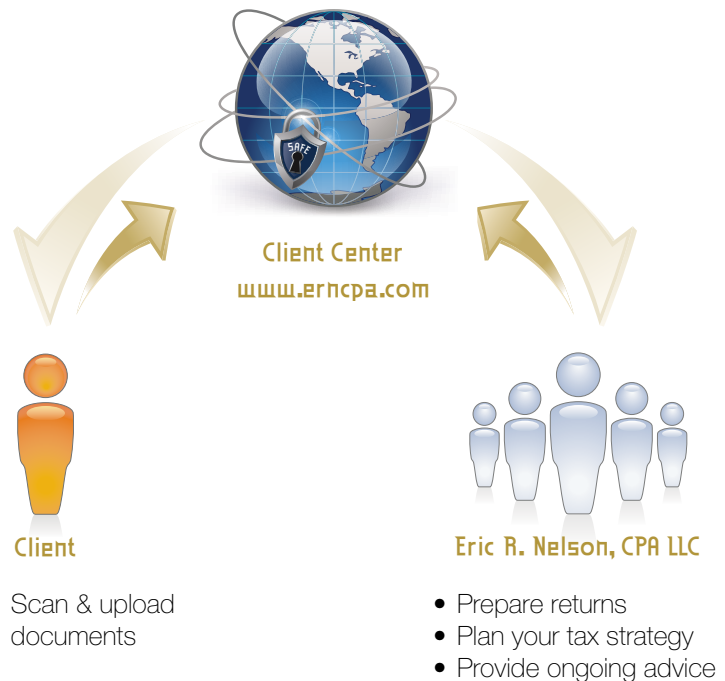 SAFE
Client Center
www.erncpa.com
Client
Scan & upload
documents
Eric R. Nelson, CPA LLC
• Prepare returns
• Plan your tax strategy
• Provide ongoing advice